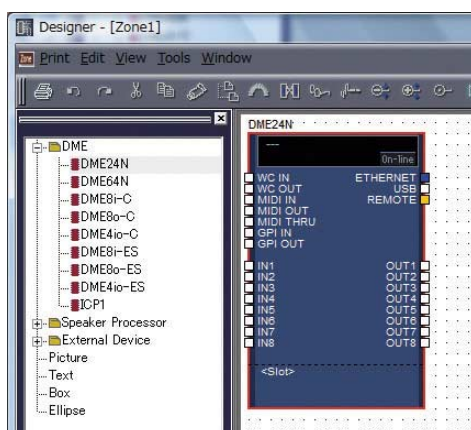 Designer - [Zone1]
Zone Print Edit View Tools Window
DME
DME24N
DME64N
DME8i-C
DME8o-C
DME4io-C
DME8i-ES
DME8o-ES
DME4io-ES
ICP1
Speaker Processor
External Device
Picture
Text
Box
Ellipse
DME24N
---
On-line
WC IN ETHERNET
WC OUT USB
MIDI IN REMOTE
MIDI OUT
MIDI THRU
GPI IN
GPI OUT
IN1 OUT1
IN2 OUT2
IN3 OUT3
IN4 OUT4
IN5 OUT5
IN6 OUT6
IN7 OUT7
IN8 OUT8
<Slot>